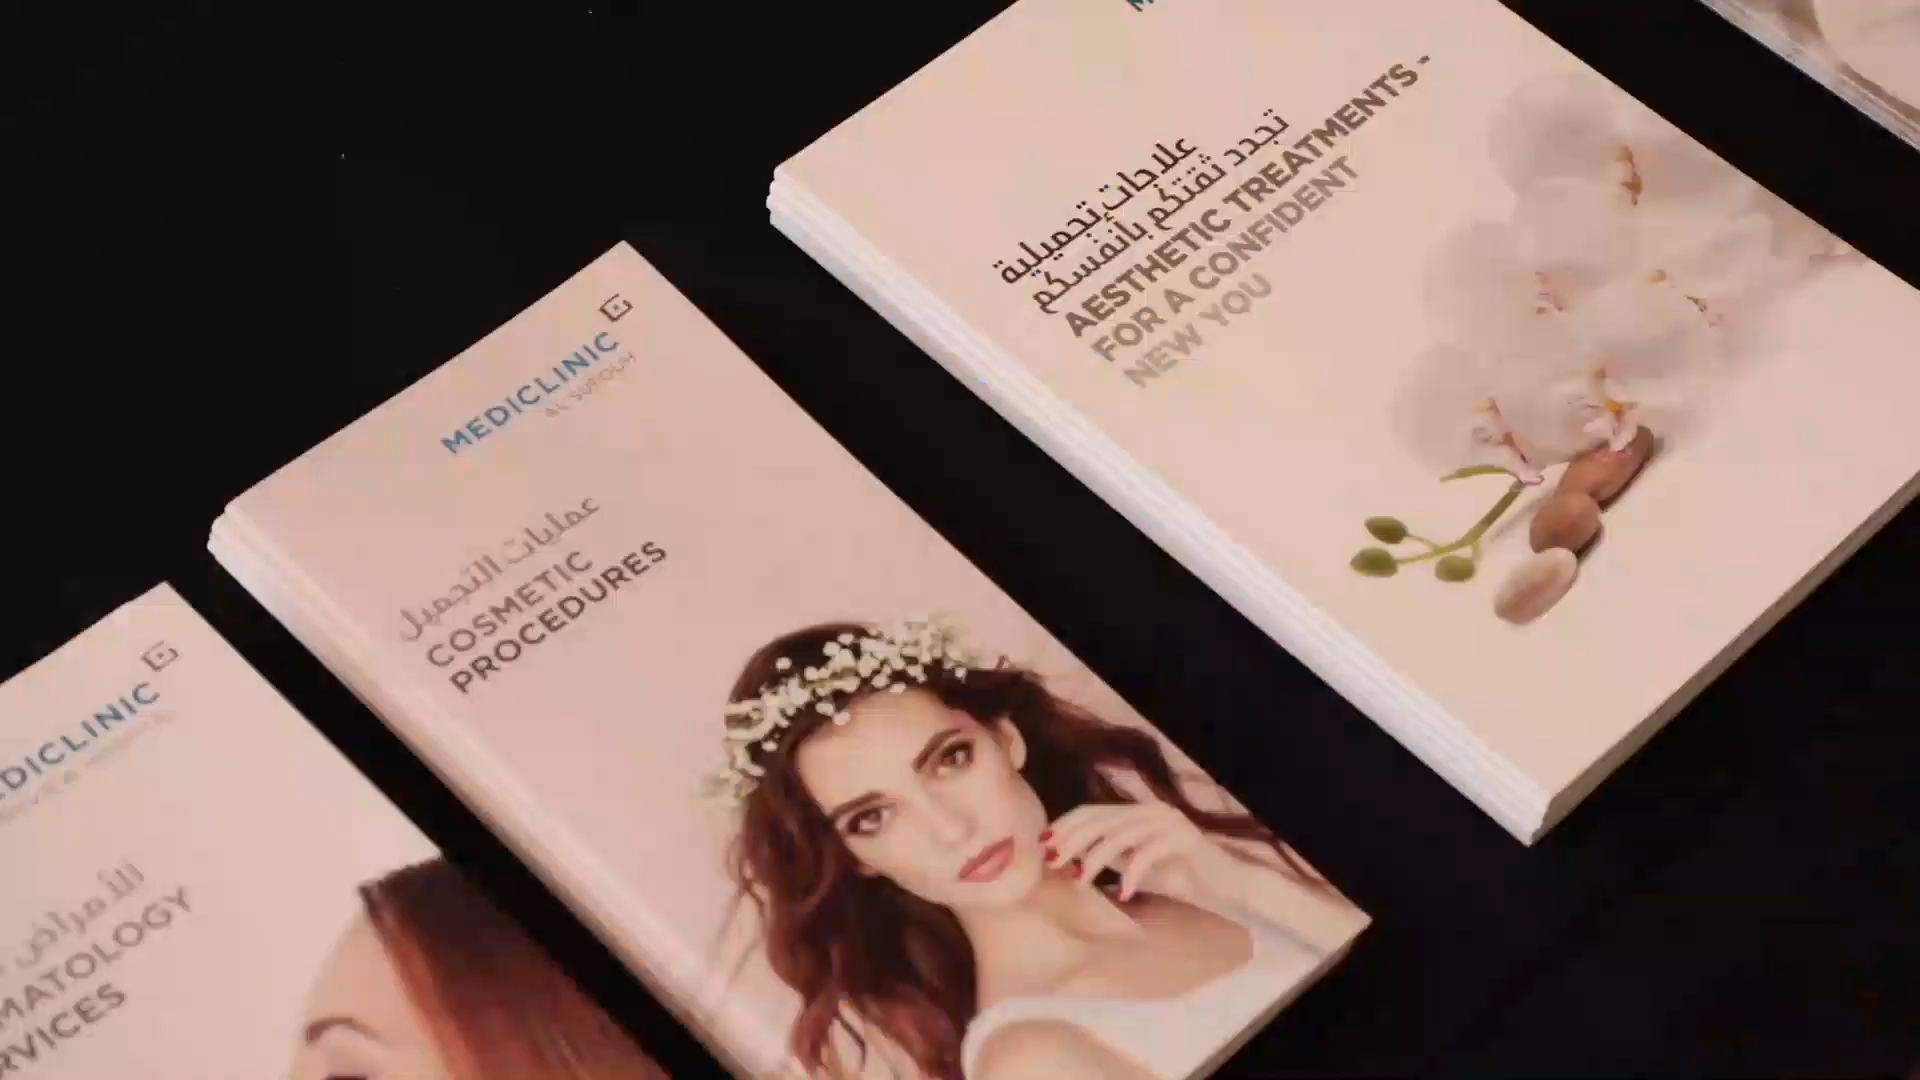 MEDICLINIC
AL SUFOUH
عمليات التجميل
COSMETIC
PROCEDURES
علاجات تجميلية
تجدد ثقتكم بأنفسكم
AESTHETIC TREATMENTS -
FOR A CONFIDENT
NEW YOU
EDICLINIC
الأمراض
MATOLOGY
RVICES